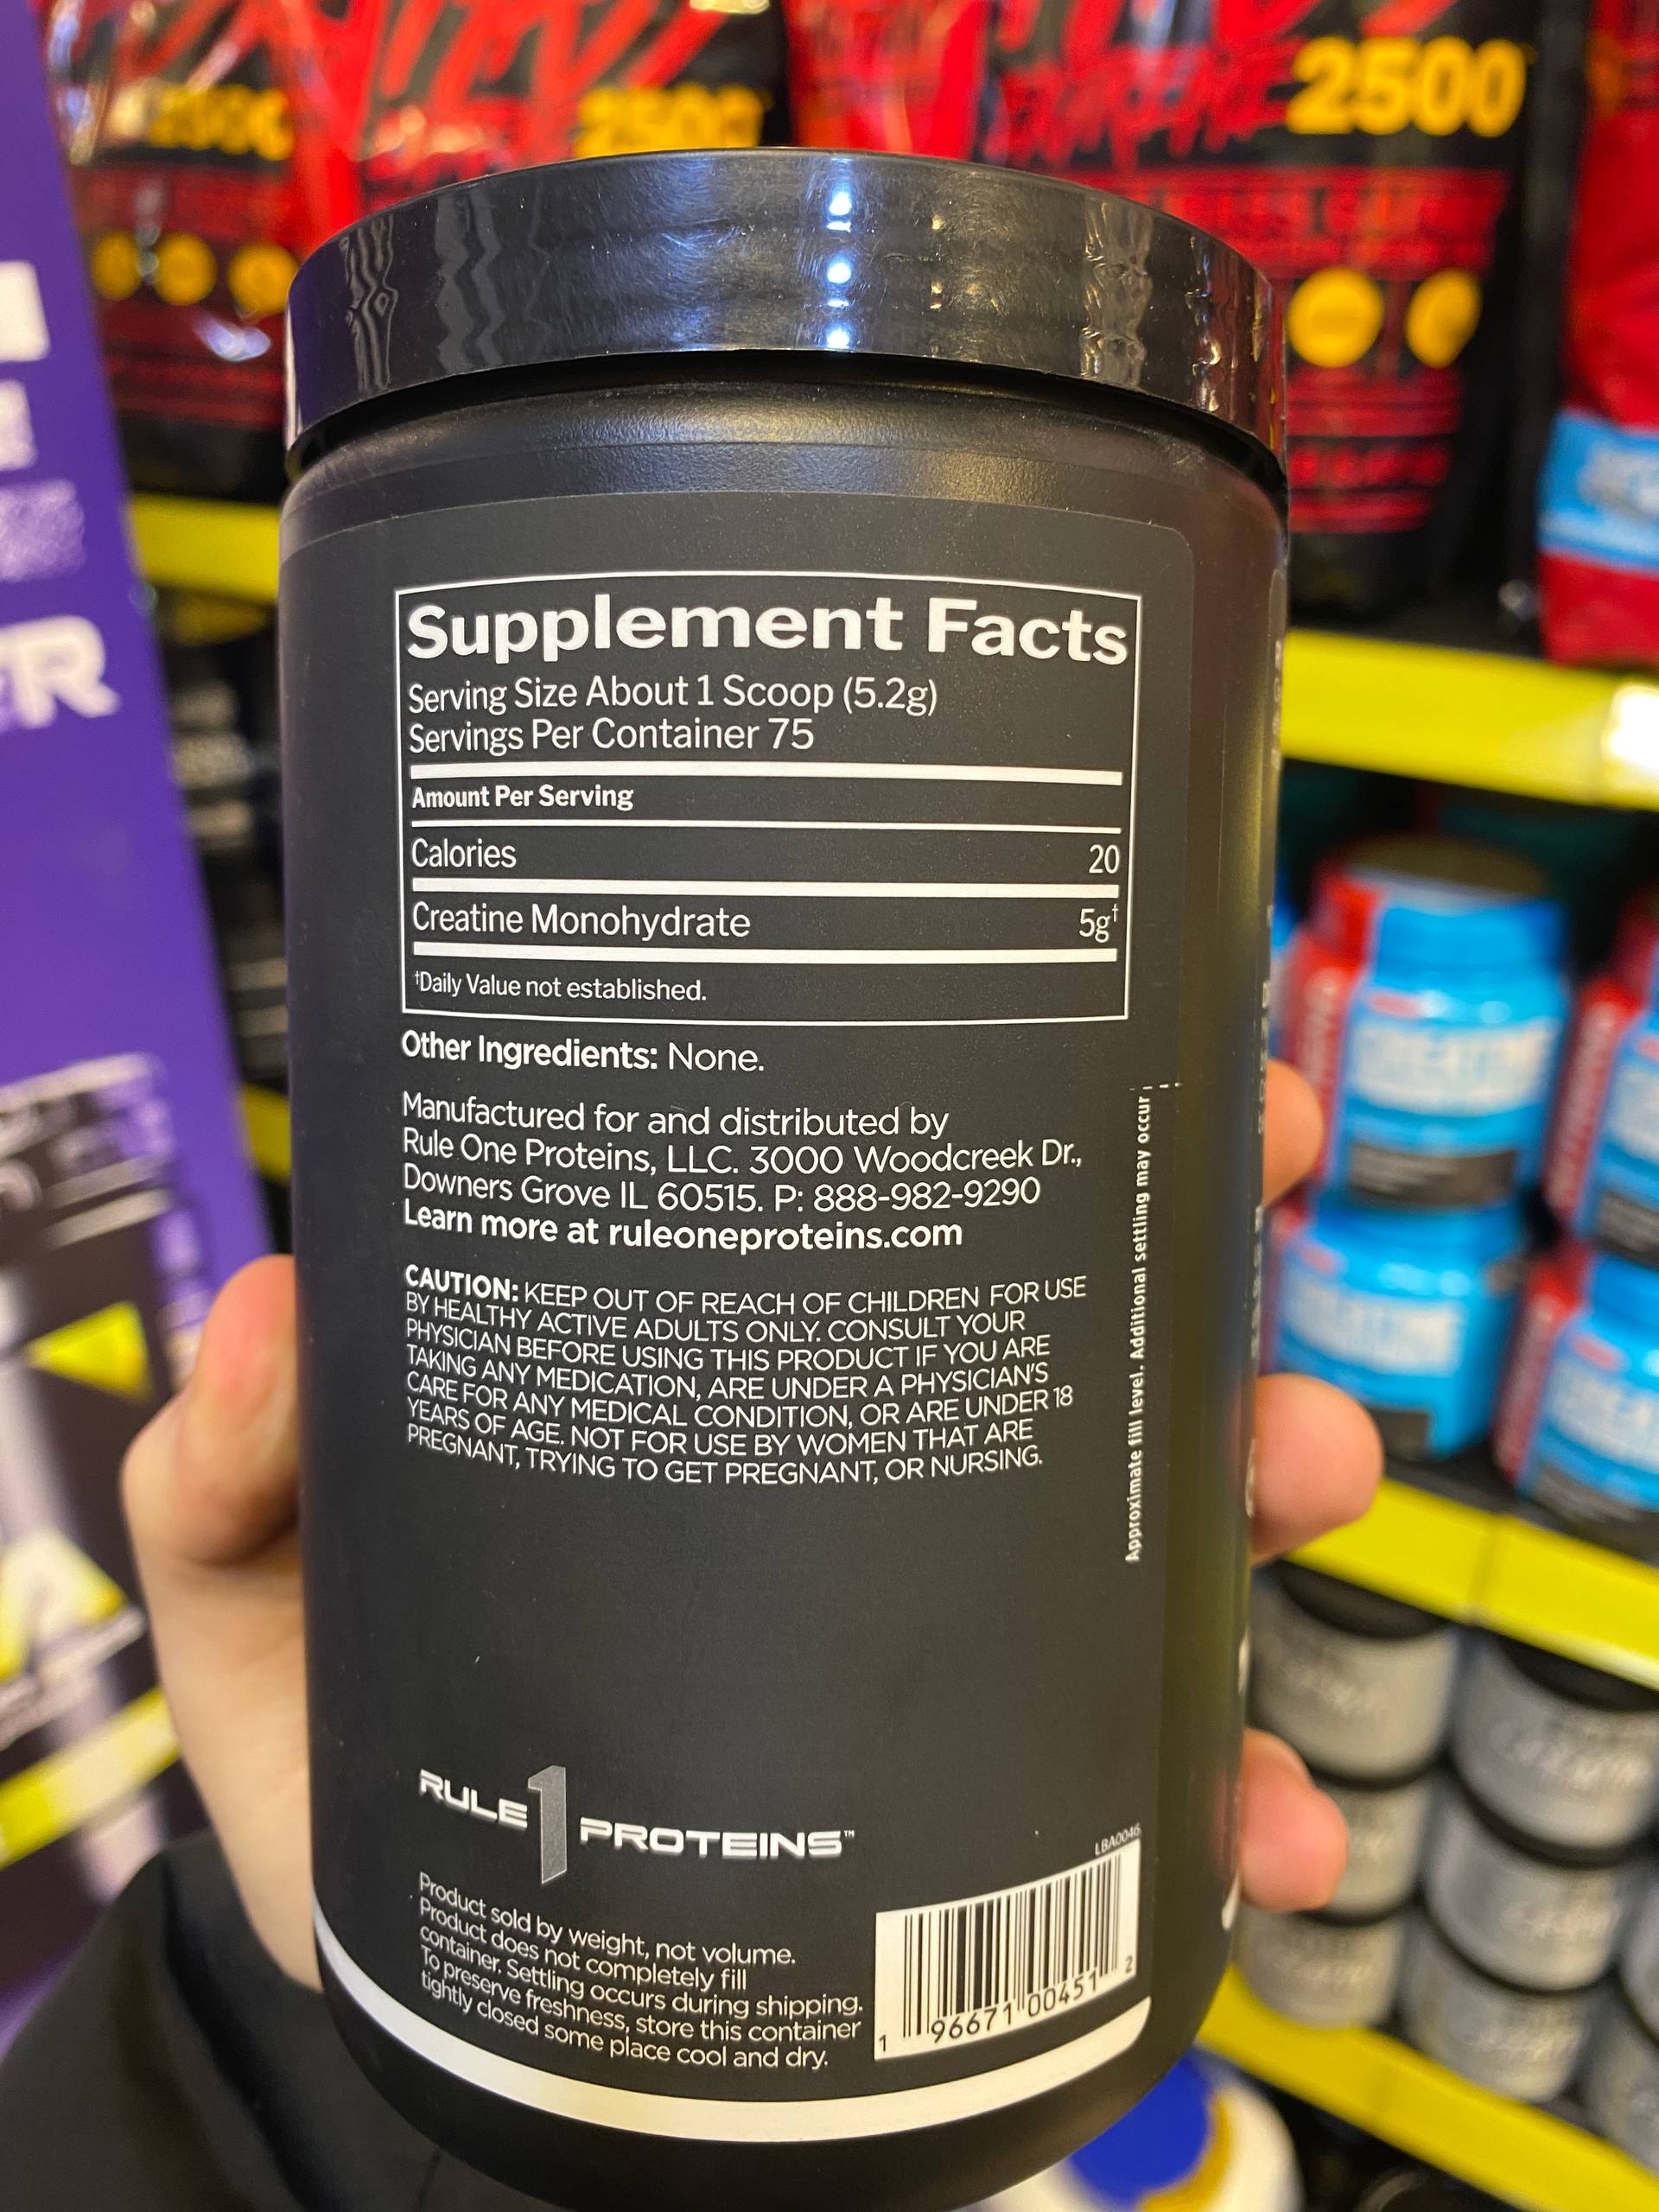 2500
2500
2500
Supplement Facts
Serving Size About 1 Scoop (5.2g)
Servings Per Container 75
Amount Per Serving
Calories 20
Creatine Monohydrate 5g†
†Daily Value not established.
Other Ingredients: None.
Manufactured for and distributed by
Rule One Proteins, LLC. 3000 Woodcreek Dr.,
Downers Grove IL 60515. P: 888-982-9290
Learn more at ruleoneproteins.com
CAUTION: KEEP OUT OF REACH OF CHILDREN FOR USE
BY HEALTHY ACTIVE ADULTS ONLY. CONSULT YOUR
PHYSICIAN BEFORE USING THIS PRODUCT IF YOU ARE
TAKING ANY MEDICATION, ARE UNDER A PHYSICIAN'S
CARE FOR ANY MEDICAL CONDITION, OR ARE UNDER 18
YEARS OF AGE. NOT FOR USE BY WOMEN THAT ARE
PREGNANT, TRYING TO GET PREGNANT, OR NURSING.
Approximate fill level. Additional settling may occur
RULE 1 PROTEINS™
Product sold by weight, not volume.
Product does not completely fill
container. Settling occurs during shipping.
To preserve freshness, store this container
tightly closed some place cool and dry.
LBA0046
1 96671 00451 2